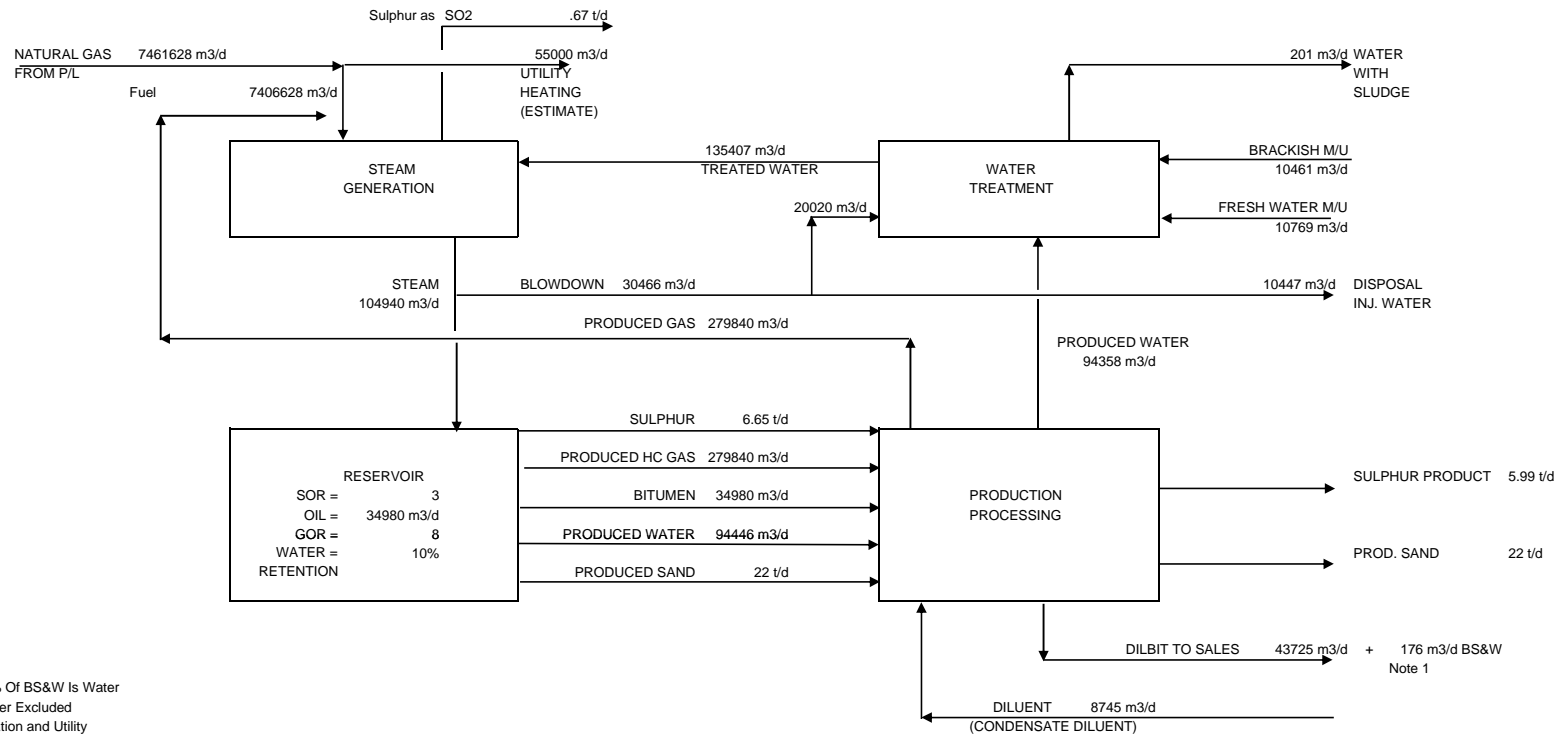 Sulphur as SO2 .67 t/d
NATURAL GAS 7461628 m3/d
FROM P/L
55000 m3/d
UTILITY
HEATING
(ESTIMATE)
Fuel 7406628 m3/d
201 m3/d WATER
WITH
SLUDGE
STEAM
GENERATION
135407 m3/d
TREATED WATER
WATER
TREATMENT
BRACKISH M/U
10461 m3/d
20020 m3/d
FRESH WATER M/U
10769 m3/d
STEAM
104940 m3/d
BLOWDOWN 30466 m3/d
10447 m3/d DISPOSAL
INJ. WATER
PRODUCED GAS 279840 m3/d
PRODUCED WATER
94358 m3/d
RESERVOIR
SOR = 3
OIL = 34980 m3/d
GOR = 8
WATER = 10%
RETENTION
SULPHUR 6.65 t/d
PRODUCED HC GAS 279840 m3/d
BITUMEN 34980 m3/d
PRODUCED WATER 94446 m3/d
PRODUCED SAND 22 t/d
PRODUCTION
PROCESSING
SULPHUR PRODUCT 5.99 t/d
PROD. SAND 22 t/d
DILBIT TO SALES 43725 m3/d + 176 m3/d BS&W
Note 1
DILUENT 8745 m3/d
(CONDENSATE DILUENT)
Of BS&W Is Water
er Excluded
tion and Utility